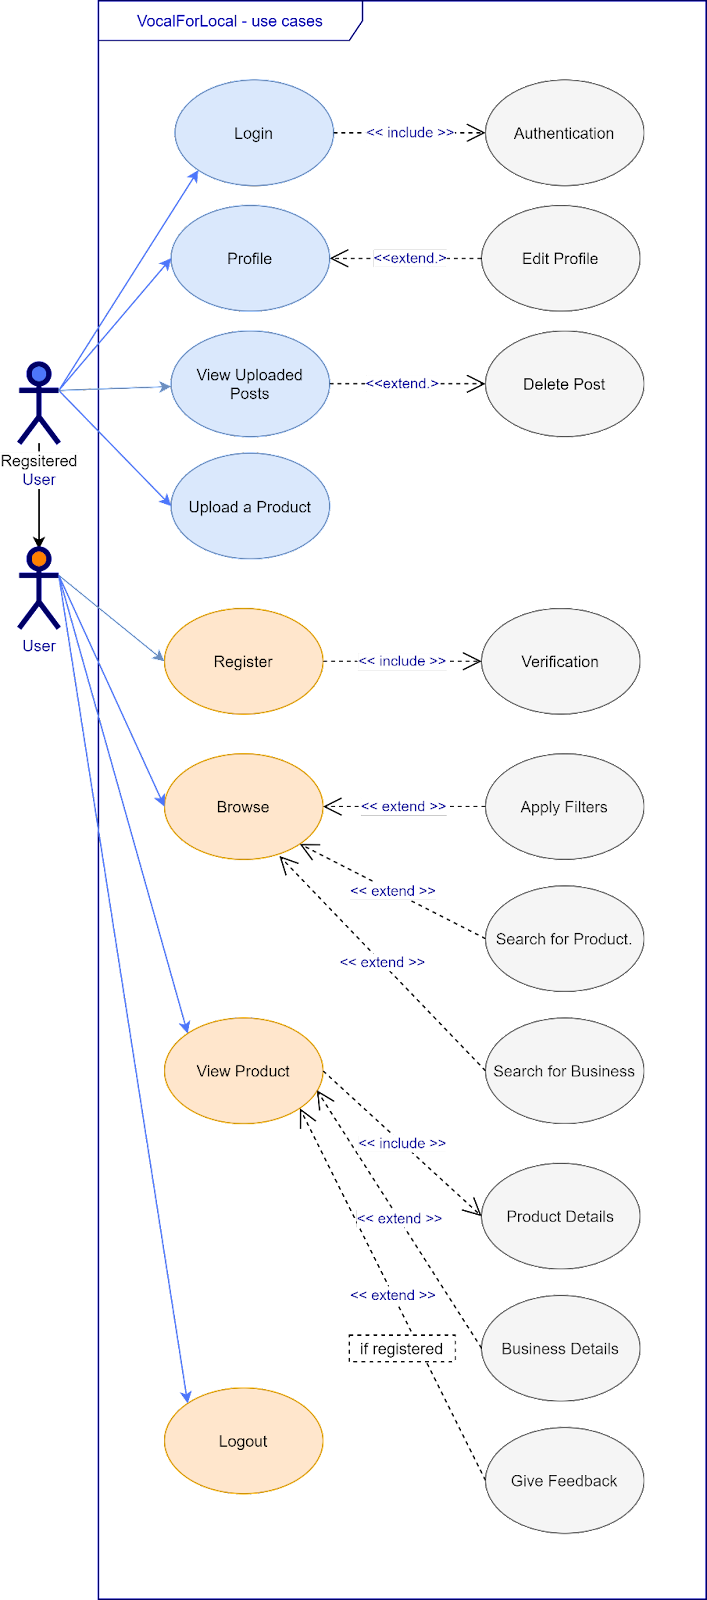 VocalForLocal - use cases
Login
<< include >>
Authentication
Profile
<<extend.>
Edit Profile
View Uploaded
Posts
<<extend.>
Delete Post
Regsitered
User
Upload a Product
User
Register
<< include >>
Verification
Browse
<< extend >>
Apply Filters
<< extend >>
Search for Product.
<< extend >>
View Product
Search for Business
<< include >>
Product Details
<< extend >>
<< extend >>
if registered
Business Details
Logout
Give Feedback